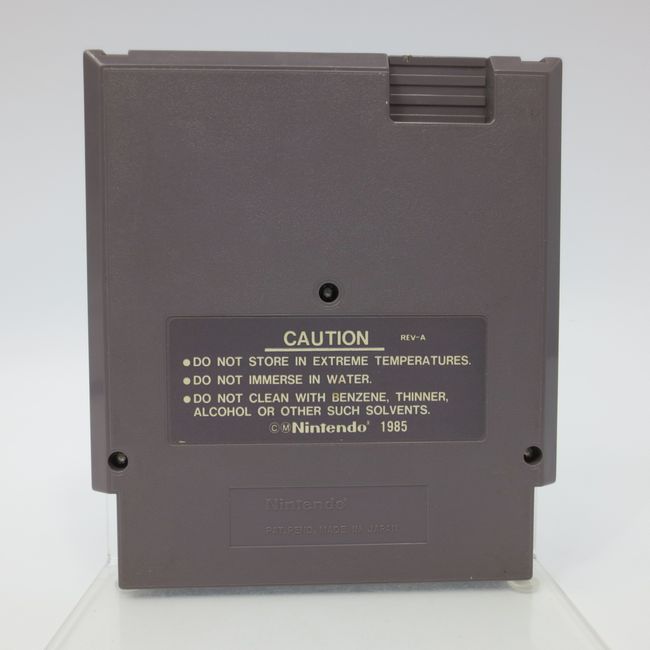 CAUTION REV-A
●DO NOT STORE IN EXTREME TEMPERATURES.
●DO NOT IMMERSE IN WATER.
●DO NOT CLEAN WITH BENZENE, THINNER,
ALCOHOL OR OTHER SUCH SOLVENTS.
ⒸⓂNintendo® 1985
Nintendo®
PAT. PEND. MADE IN JAPAN